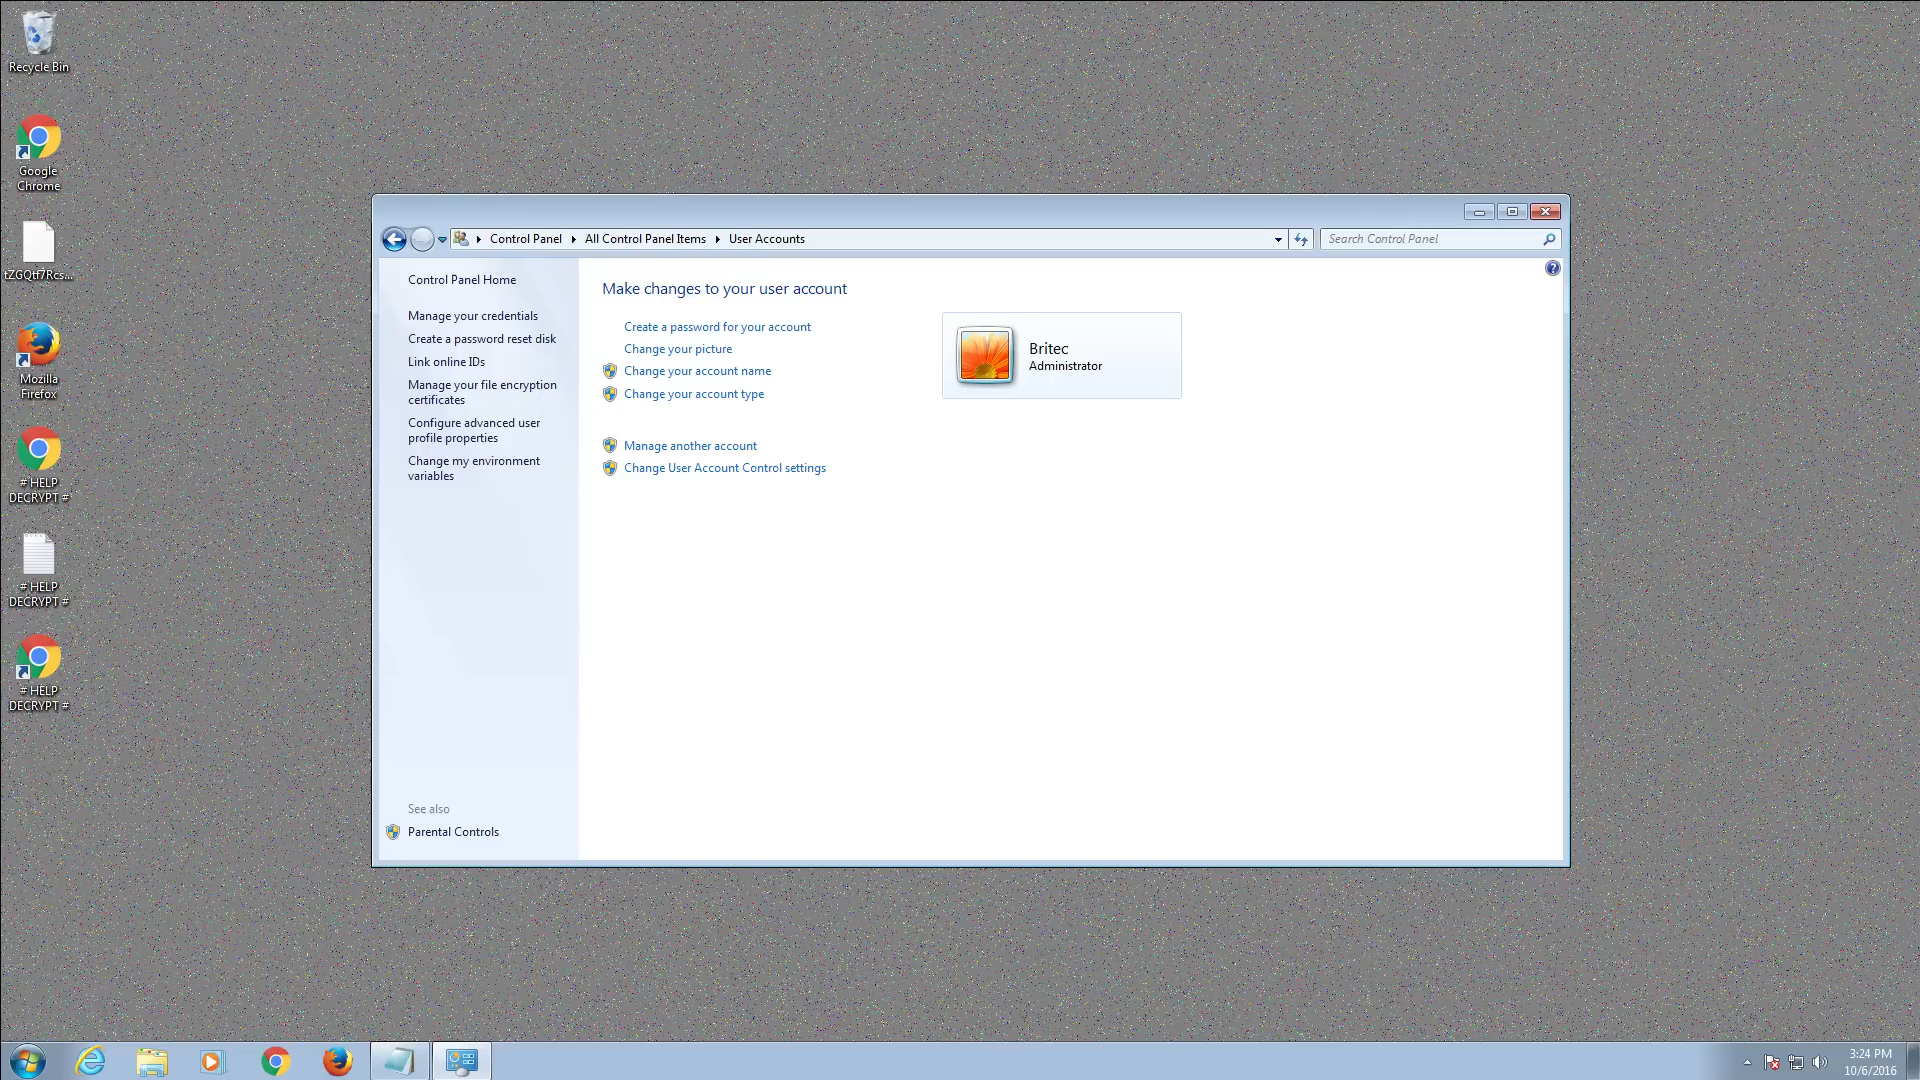 Recycle Bin
Google
Chrome
tZGQtf7Rcs...
Mozilla
Firefox
# HELP
DECRYPT #
# HELP
DECRYPT #
# HELP
DECRYPT #
Control Panel
All Control Panel Items
User Accounts
Search Control Panel
Control Panel Home
Manage your credentials
Create a password reset disk
Link online IDs
Manage your file encryption
certificates
Configure advanced user
profile properties
Change my environment
variables
See also
Parental Controls
Make changes to your user account
Create a password for your account
Change your picture
Change your account name
Change your account type
Manage another account
Change User Account Control settings
Britec
Administrator
3:24 PM
10/6/2016